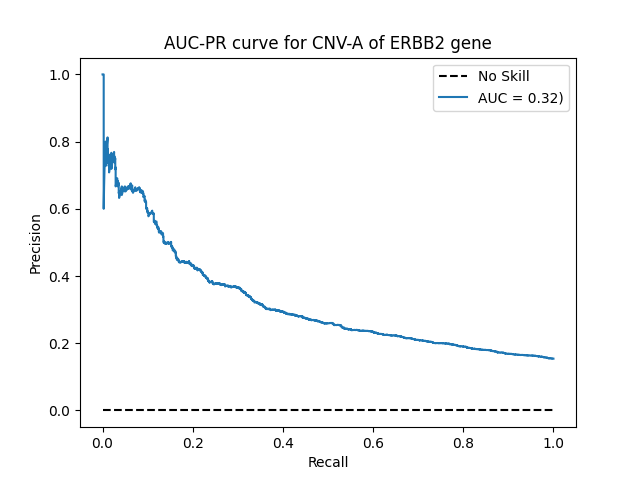 AUC-PR curve for CNV-A of ERBB2 gene
No Skill
AUC = 0.32)
1.0
0.8
0.6
0.4
0.2
0.0
Precision
0.0 0.2 0.4 0.6 0.8 1.0
Recall